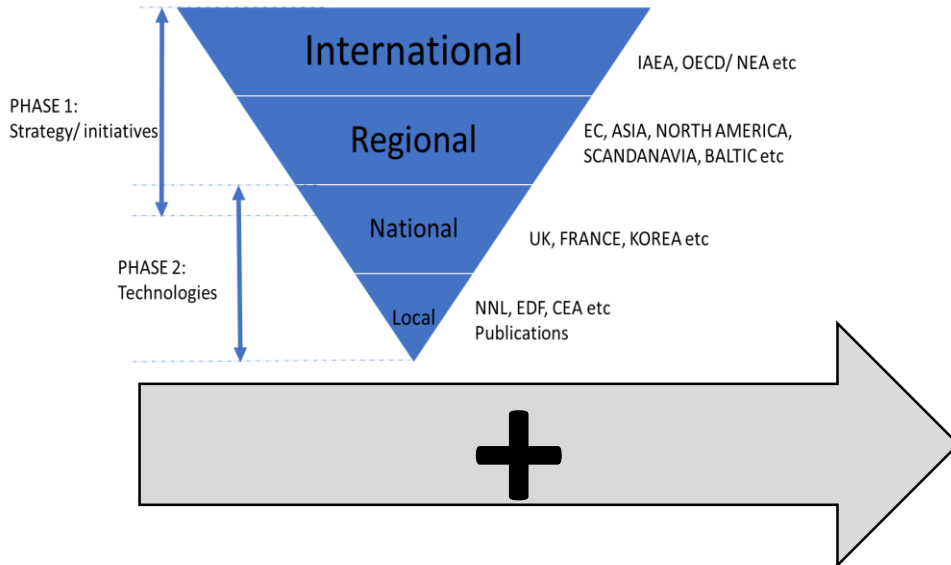 International
IAEA, OECD/ NEA etc
PHASE 1:
Strategy/ initiatives
Regional
EC, ASIA, NORTH AMERICA,
SCANDANAVIA, BALTIC etc
National
UK, FRANCE, KOREA etc
PHASE 2:
Technologies
Local
NNL, EDF, CEA etc
Publications
+